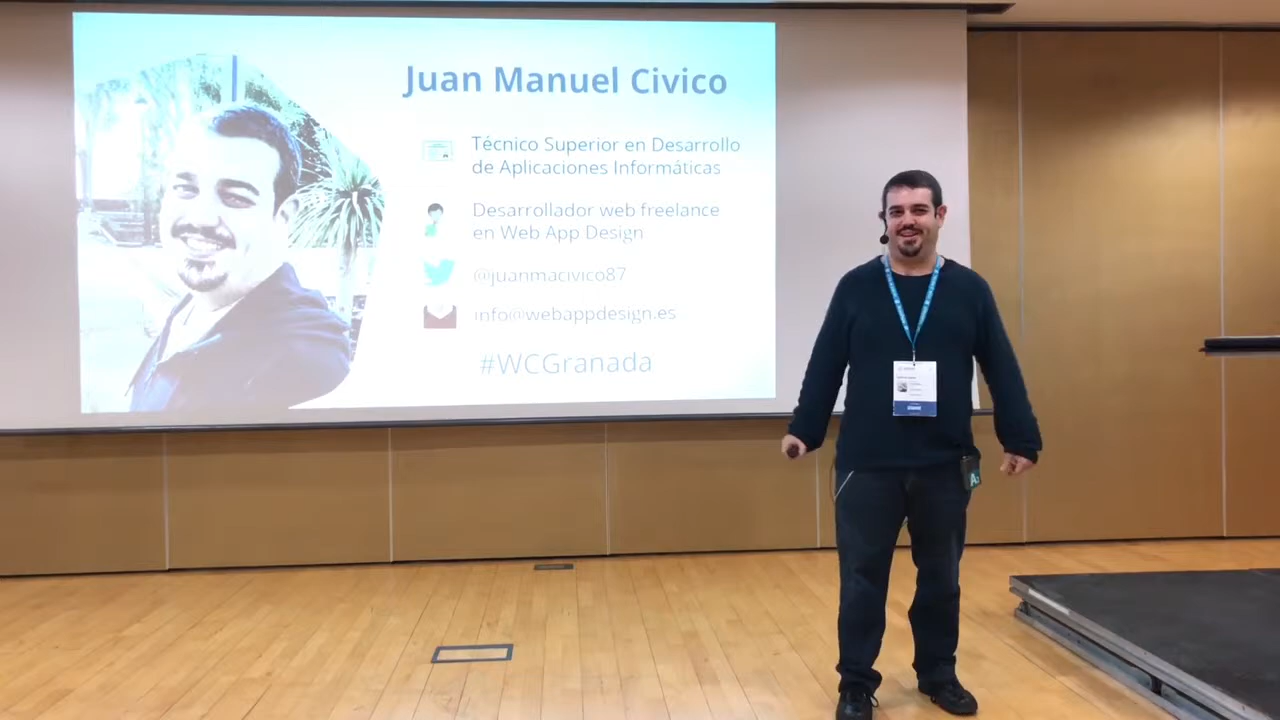 Juan Manuel Civico
Técnico Superior en Desarrollo
de Aplicaciones Informáticas
Desarrollador web freelance
en Web App Design
@juanmacivico87
info@webappdesign.es
#WCGranada